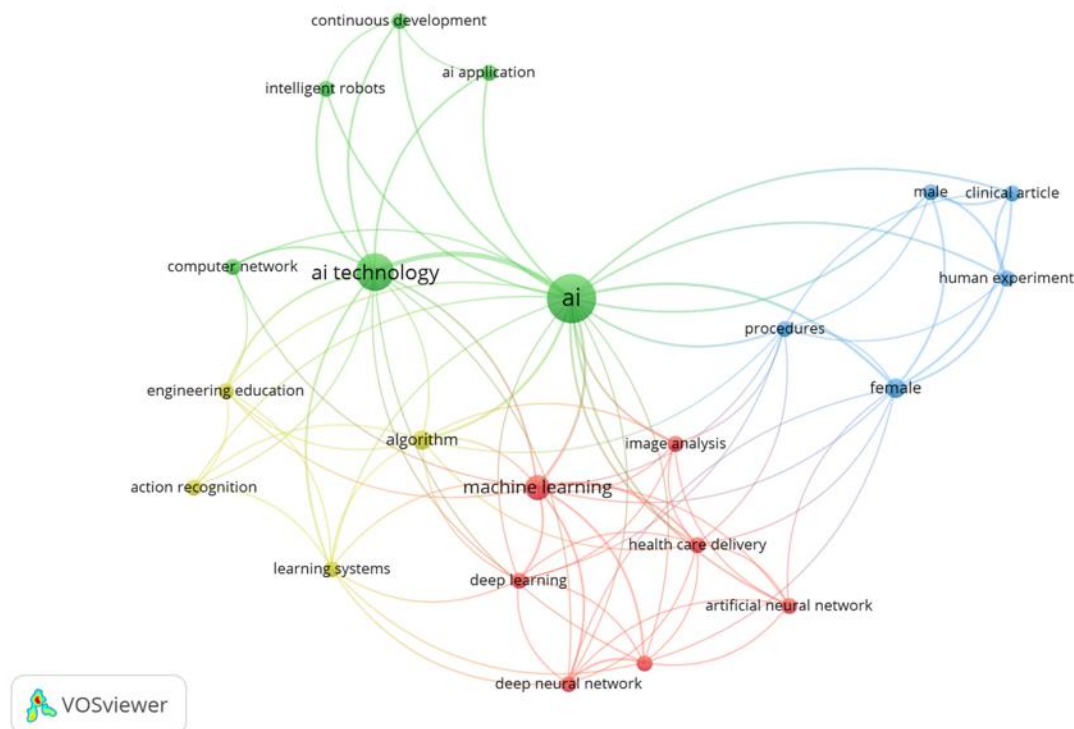 continuous development
ai application
intelligent robots
male
clinical article
computer network
ai technology
ai
human experiment
procedures
engineering education
female
algorithm
image analysis
action recognition
machine learning
health care delivery
learning systems
deep learning
artificial neural network
deep neural network
VOSviewer